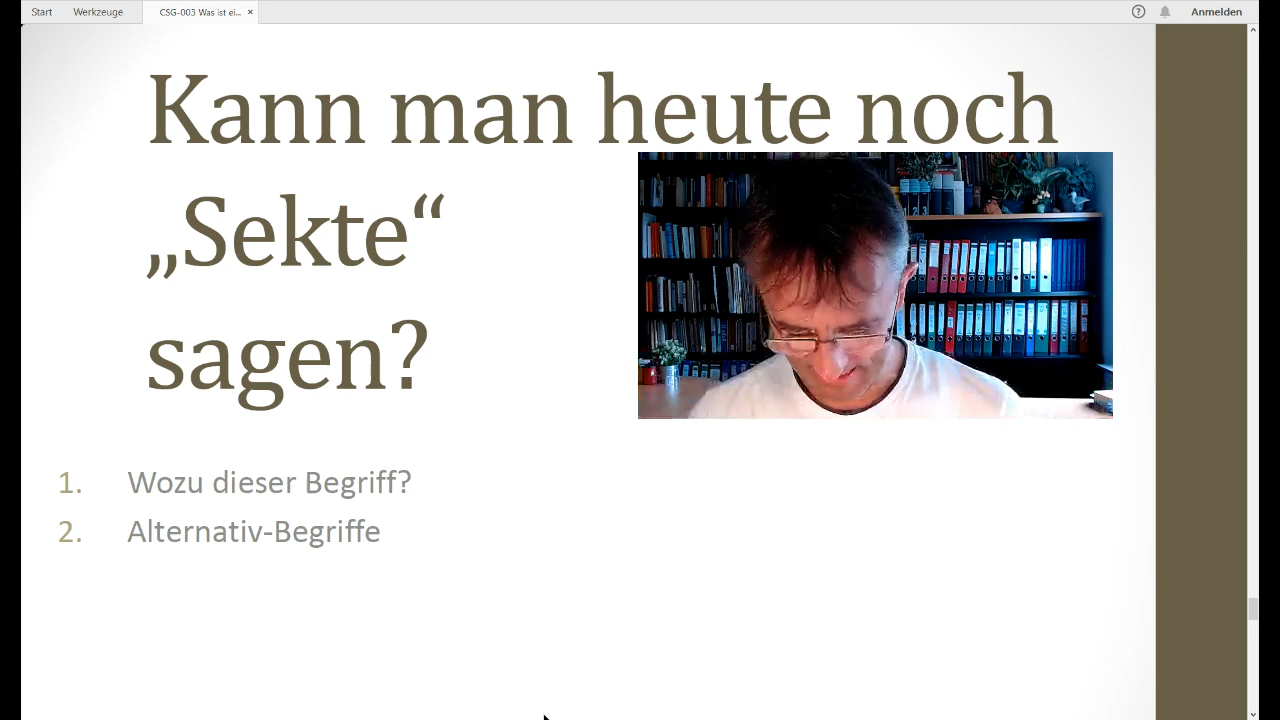 Start Werkzeuge CSG-003 Was ist ei... × ? Anmelden
Kann man heute noch
„Sekte“
sagen?
1. Wozu dieser Begriff?
2. Alternativ-Begriffe